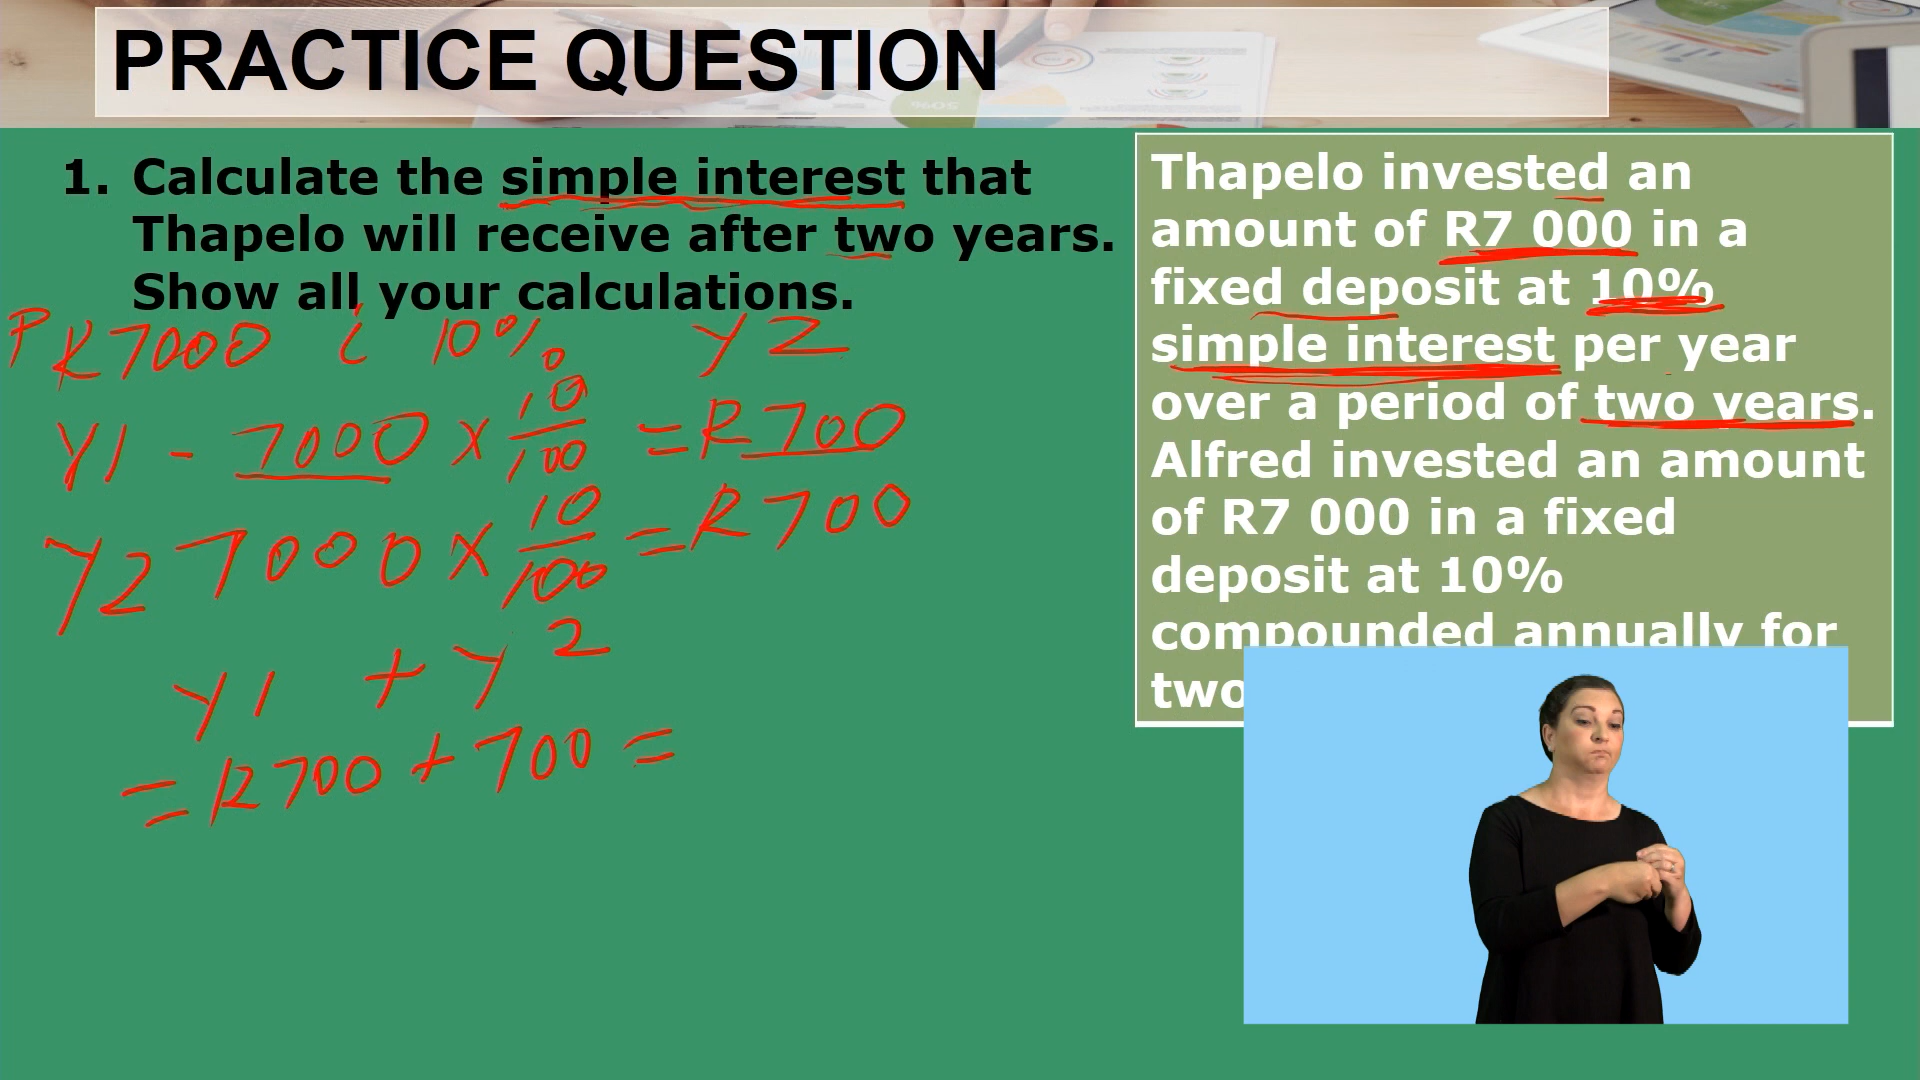 PRACTICE QUESTION
1. Calculate the simple interest that
Thapelo will receive after two years.
Show all your calculations.
P R7000 i 10% Y2
Y1 - 7000 × 10/100 = R700
Y2 7000 × 10/100 = R700
Y1 + Y2
= R700 + 700 =
Thapelo invested an
amount of R7 000 in a
fixed deposit at 10%
simple interest per year
over a period of two years.
Alfred invested an amount
of R7 000 in a fixed
deposit at 10%
compounded annually for
two